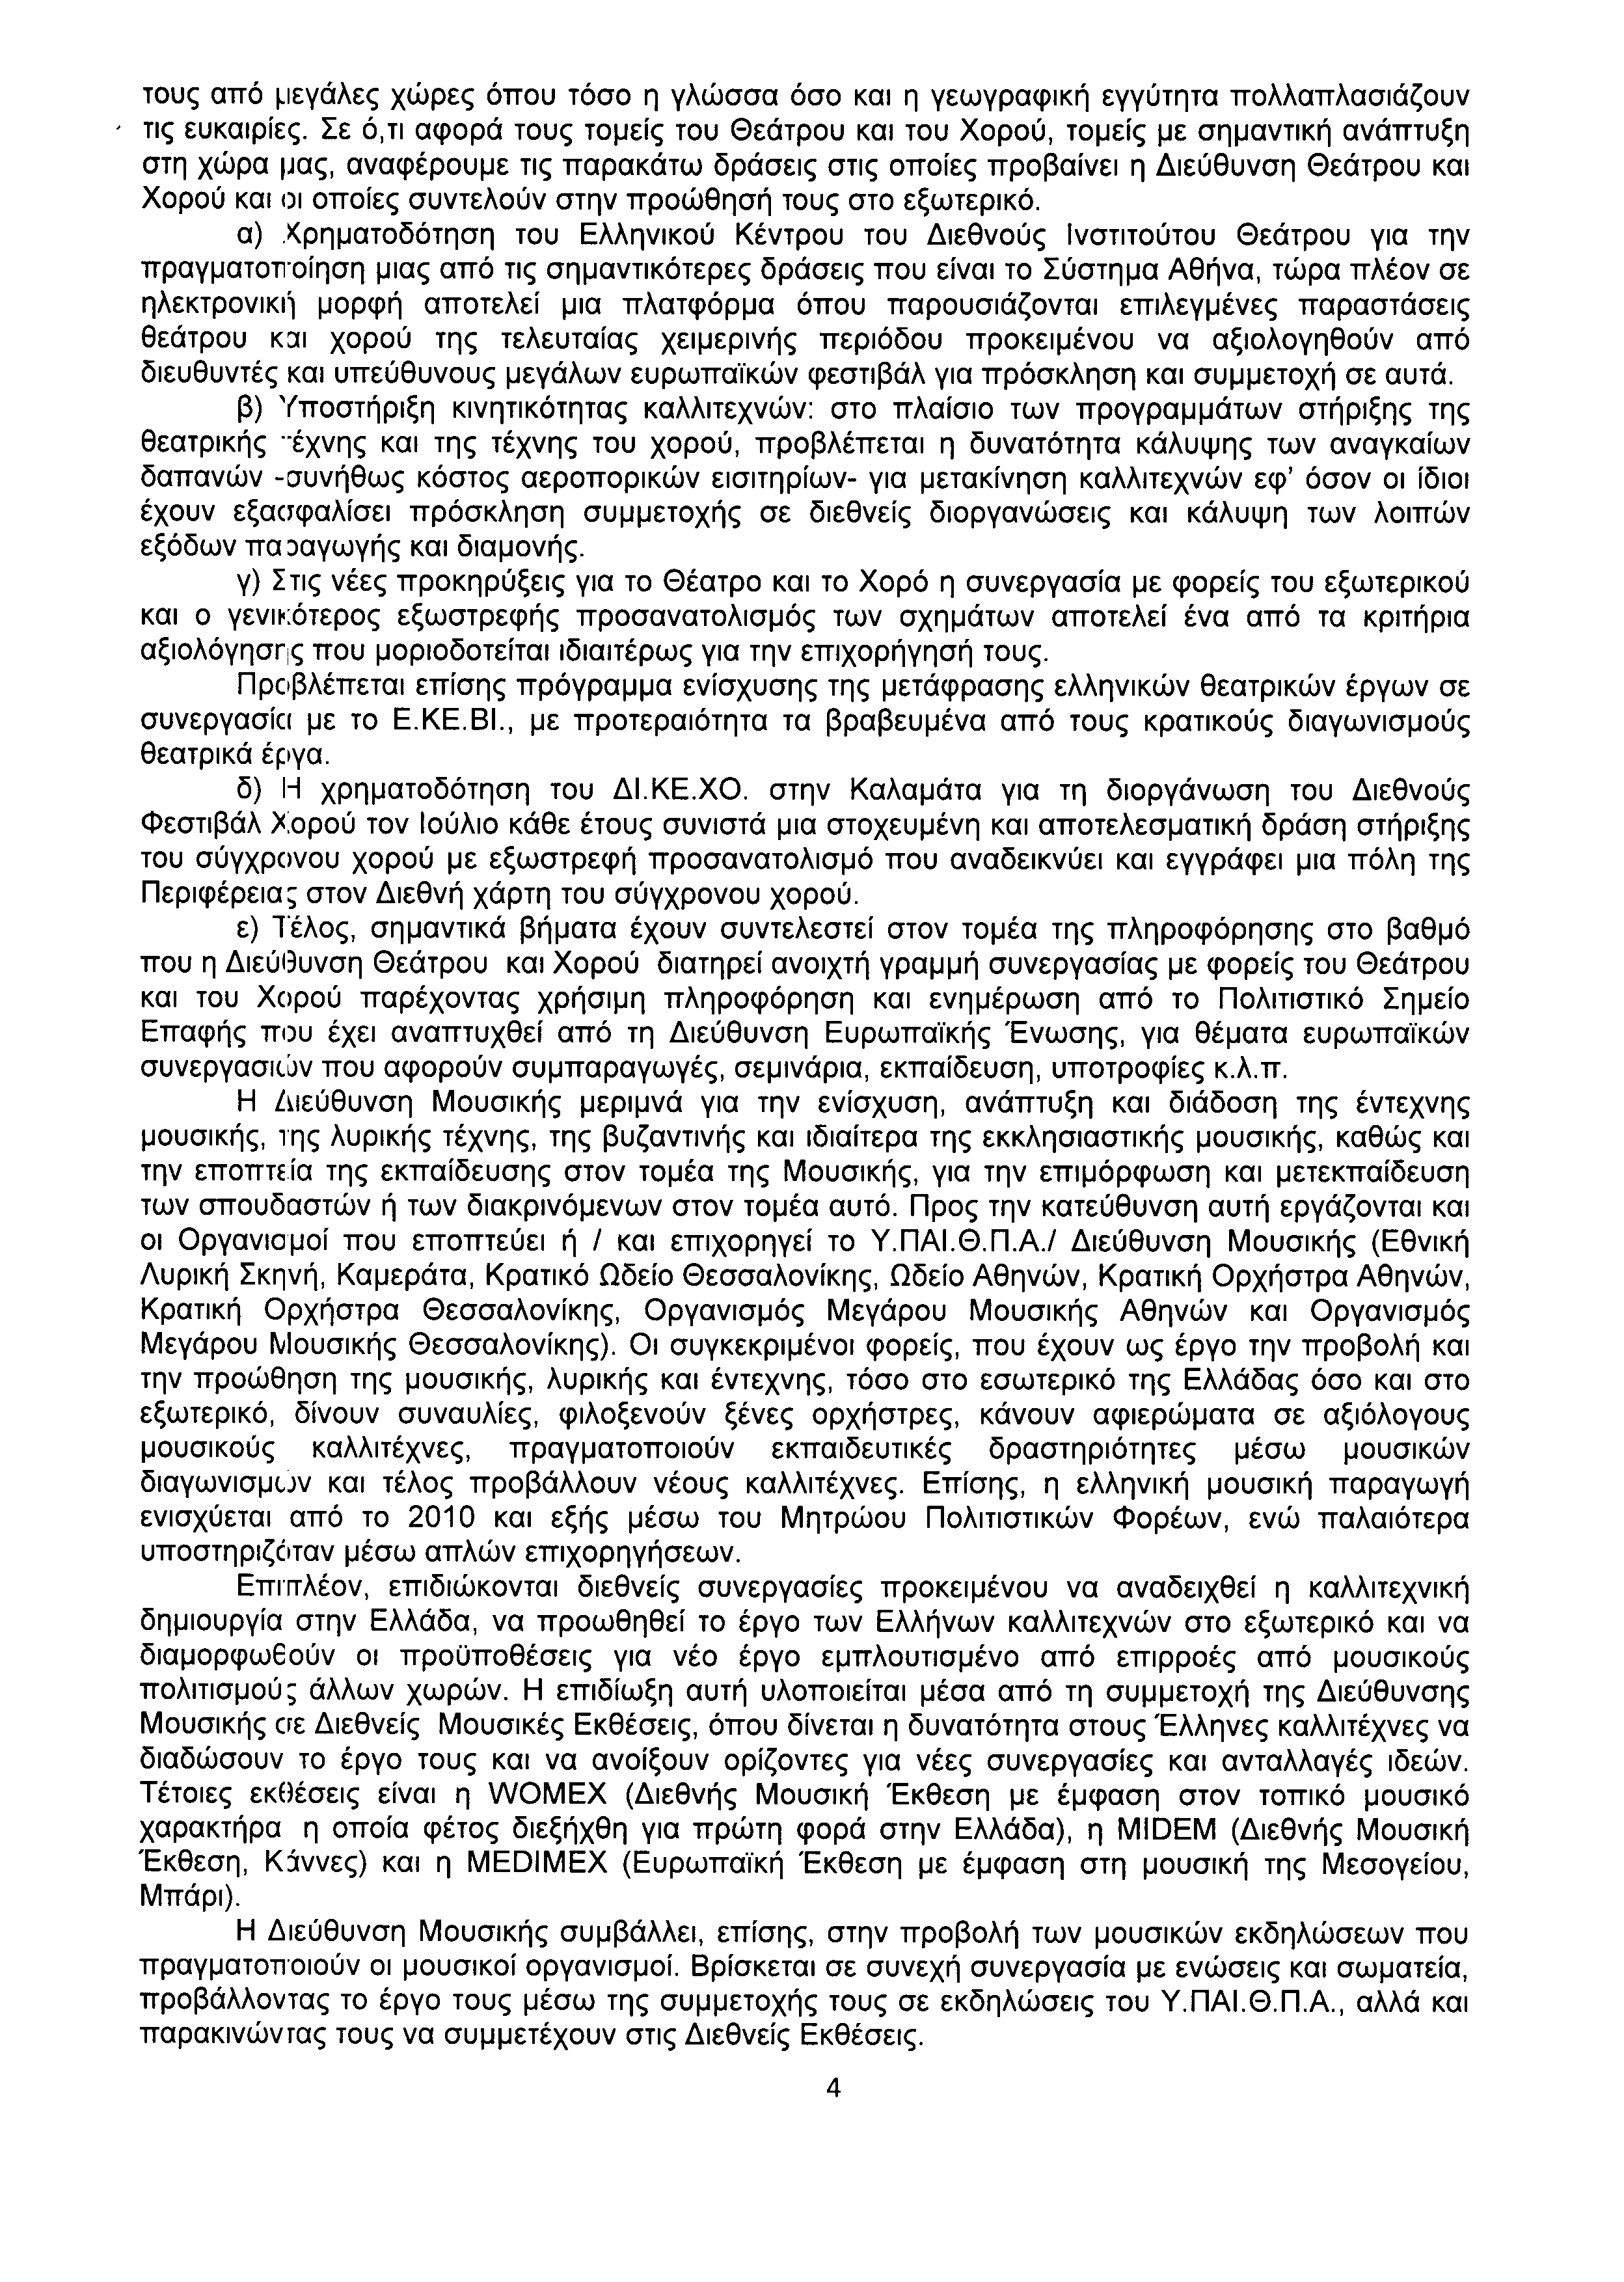 τους από μεγάλες χώρες όπου τόσο η γλώσσα όσο και η γεωγραφική εγγύτητα πολλαπλασιάζουν
τις ευκαιρίες. Σε ό,τι αφορά τους τομείς του Θεάτρου και του Χορού, τομείς με σημαντική ανάπτυξη
στη χώρα μας, αναφέρουμε τις παρακάτω δράσεις στις οποίες προβαίνει η Διεύθυνση Θεάτρου και
Χορού και οι οποίες συντελούν στην προώθησή τους στο εξωτερικό.
α) Χρηματοδότηση του Ελληνικού Κέντρου του Διεθνούς Ινστιτούτου Θεάτρου για την
πραγματοποίηση μιας από τις σημαντικότερες δράσεις που είναι το Σύστημα Αθήνα, τώρα πλέον σε
ηλεκτρονική μορφή αποτελεί μια πλατφόρμα όπου παρουσιάζονται επιλεγμένες παραστάσεις
θεάτρου και χορού της τελευταίας χειμερινής περιόδου προκειμένου να αξιολογηθούν από
διευθυντές και υπεύθυνους μεγάλων ευρωπαϊκών φεστιβάλ για πρόσκληση και συμμετοχή σε αυτά.
β) Υποστήριξη κινητικότητας καλλιτεχνών: στο πλαίσιο των προγραμμάτων στήριξης της
θεατρικής τέχνης και της τέχνης του χορού, προβλέπεται η δυνατότητα κάλυψης των αναγκαίων
δαπανών -συνήθως κόστος αεροπορικών εισιτηρίων- για μετακίνηση καλλιτεχνών εφ’ όσον οι ίδιοι
έχουν εξασφαλίσει πρόσκληση συμμετοχής σε διεθνείς διοργανώσεις και κάλυψη των λοιπών
εξόδων παραγωγής και διαμονής.
γ) Στις νέες προκηρύξεις για το Θέατρο και το Χορό η συνεργασία με φορείς του εξωτερικού
και ο γενικότερος εξωστρεφής προσανατολισμός των σχημάτων αποτελεί ένα από τα κριτήρια
αξιολόγησης που μοριοδοτείται ιδιαιτέρως για την επιχορήγησή τους.
Προβλέπεται επίσης πρόγραμμα ενίσχυσης της μετάφρασης ελληνικών θεατρικών έργων σε
συνεργασία με το Ε.ΚΕ.ΒΙ., με προτεραιότητα τα βραβευμένα από τους κρατικούς διαγωνισμούς
θεατρικά έργα.
δ) Η χρηματοδότηση του ΔΙ.ΚΕ.ΧΟ. στην Καλαμάτα για τη διοργάνωση του Διεθνούς
Φεστιβάλ Χορού τον Ιούλιο κάθε έτους συνιστά μια στοχευμένη και αποτελεσματική δράση στήριξης
του σύγχρονου χορού με εξωστρεφή προσανατολισμό που αναδεικνύει και εγγράφει μια πόλη της
Περιφέρειας στον Διεθνή χάρτη του σύγχρονου χορού.
ε) Τέλος, σημαντικά βήματα έχουν συντελεστεί στον τομέα της πληροφόρησης στο βαθμό
που η Διεύθυνση Θεάτρου και Χορού διατηρεί ανοιχτή γραμμή συνεργασίας με φορείς του Θεάτρου
και του Χορού παρέχοντας χρήσιμη πληροφόρηση και ενημέρωση από το Πολιτιστικό Σημείο
Επαφής που έχει αναπτυχθεί από τη Διεύθυνση Ευρωπαϊκής Ένωσης, για θέματα ευρωπαϊκών
συνεργασιών που αφορούν συμπαραγωγές, σεμινάρια, εκπαίδευση, υποτροφίες κ.λ.π.
Η Διεύθυνση Μουσικής μεριμνά για την ενίσχυση, ανάπτυξη και διάδοση της έντεχνης
μουσικής, της λυρικής τέχνης, της βυζαντινής και ιδιαίτερα της εκκλησιαστικής μουσικής, καθώς και
την εποπτεία της εκπαίδευσης στον τομέα της Μουσικής, για την επιμόρφωση και μετεκπαίδευση
των σπουδαστών ή των διακρινόμενων στον τομέα αυτό. Προς την κατεύθυνση αυτή εργάζονται και
οι Οργανισμοί που εποπτεύει ή / και επιχορηγεί το Υ.ΠΑΙ.Θ.Π.Α./ Διεύθυνση Μουσικής (Εθνική
Λυρική Σκηνή, Καμεράτα, Κρατικό Ωδείο Θεσσαλονίκης, Ωδείο Αθηνών, Κρατική Ορχήστρα Αθηνών,
Κρατική Ορχήστρα Θεσσαλονίκης, Οργανισμός Μεγάρου Μουσικής Αθηνών και Οργανισμός
Μεγάρου Μουσικής Θεσσαλονίκης). Οι συγκεκριμένοι φορείς, που έχουν ως έργο την προβολή και
την προώθηση της μουσικής, λυρικής και έντεχνης, τόσο στο εσωτερικό της Ελλάδας όσο και στο
εξωτερικό, δίνουν συναυλίες, φιλοξενούν ξένες ορχήστρες, κάνουν αφιερώματα σε αξιόλογους
μουσικούς καλλιτέχνες, πραγματοποιούν εκπαιδευτικές δραστηριότητες μέσω μουσικών
διαγωνισμών και τέλος προβάλλουν νέους καλλιτέχνες. Επίσης, η ελληνική μουσική παραγωγή
ενισχύεται από το 2010 και εξής μέσω του Μητρώου Πολιτιστικών Φορέων, ενώ παλαιότερα
υποστηριζόταν μέσω απλών επιχορηγήσεων.
Επιπλέον, επιδιώκονται διεθνείς συνεργασίες προκειμένου να αναδειχθεί η καλλιτεχνική
δημιουργία στην Ελλάδα, να προωθηθεί το έργο των Ελλήνων καλλιτεχνών στο εξωτερικό και να
διαμορφωθούν οι προϋποθέσεις για νέο έργο εμπλουτισμένο από επιρροές από μουσικούς
πολιτισμούς άλλων χωρών. Η επιδίωξη αυτή υλοποιείται μέσα από τη συμμετοχή της Διεύθυνσης
Μουσικής σε Διεθνείς Μουσικές Εκθέσεις, όπου δίνεται η δυνατότητα στους Έλληνες καλλιτέχνες να
διαδώσουν το έργο τους και να ανοίξουν ορίζοντες για νέες συνεργασίες και ανταλλαγές ιδεών.
Τέτοιες εκθέσεις είναι η WOMEX (Διεθνής Μουσική Έκθεση με έμφαση στον τοπικό μουσικό
χαρακτήρα η οποία φέτος διεξήχθη για πρώτη φορά στην Ελλάδα), η MIDEM (Διεθνής Μουσική
Έκθεση, Κάννες) και η MEDIMEX (Ευρωπαϊκή Έκθεση με έμφαση στη μουσική της Μεσογείου,
Μπάρι).
Η Διεύθυνση Μουσικής συμβάλλει, επίσης, στην προβολή των μουσικών εκδηλώσεων που
πραγματοποιούν οι μουσικοί οργανισμοί. Βρίσκεται σε συνεχή συνεργασία με ενώσεις και σωματεία,
προβάλλοντας το έργο τους μέσω της συμμετοχής τους σε εκδηλώσεις του Υ.ΠΑΙ.Θ.Π.Α., αλλά και
παρακινώντας τους να συμμετέχουν στις Διεθνείς Εκθέσεις.
4